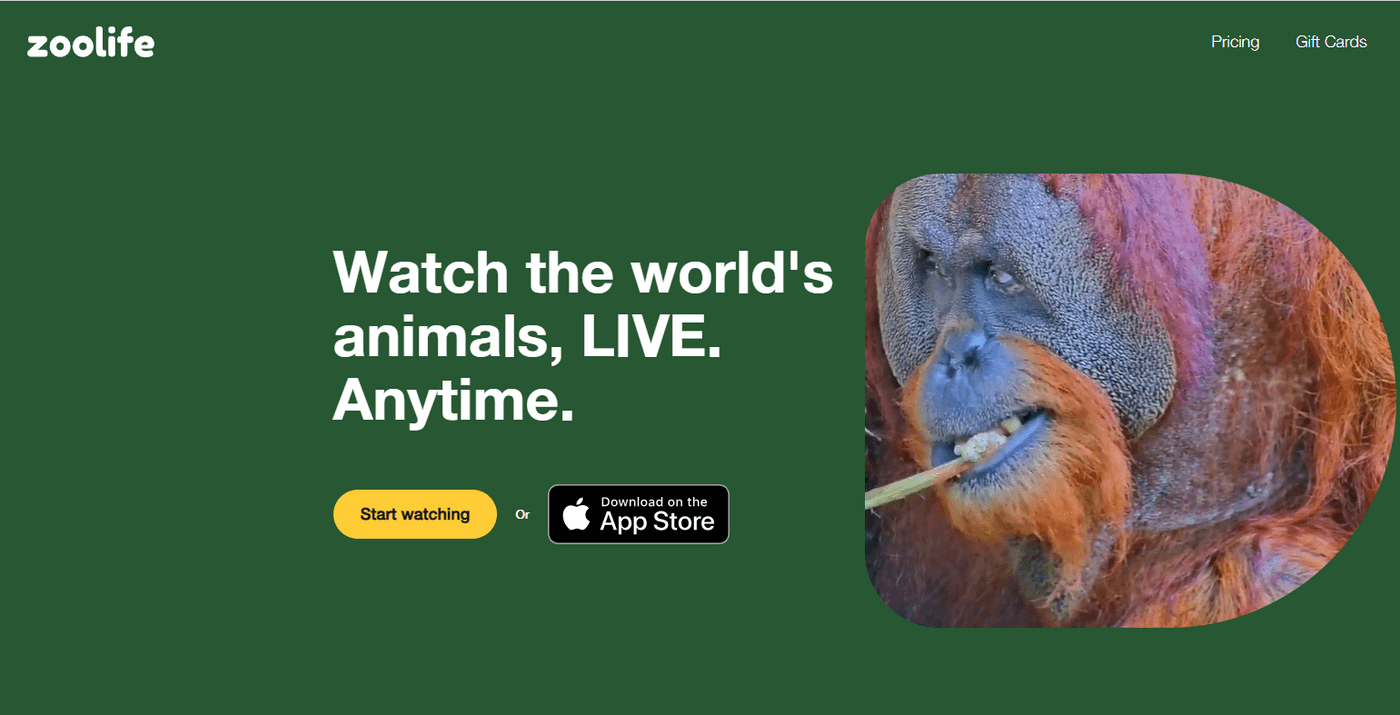 zoolife
Pricing
Gift Cards
Watch the world's
animals, LIVE.
Anytime.
Start watching
Or
Download on the
App Store